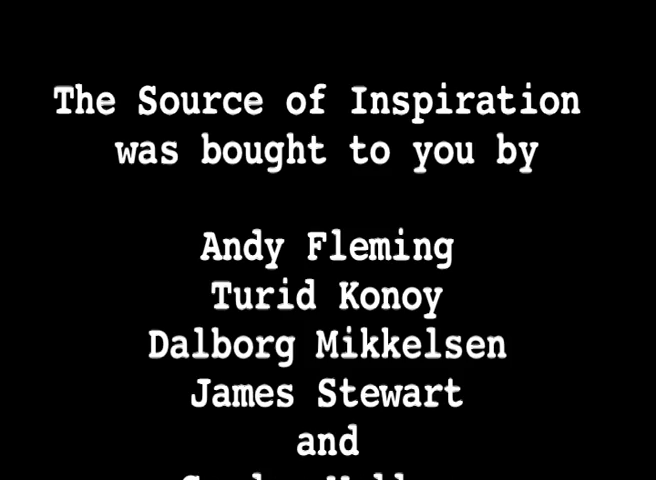 The Source of Inspiration
was bought to you by
Andy Fleming
Turid Konoy
Dalborg Mikkelsen
James Stewart
and